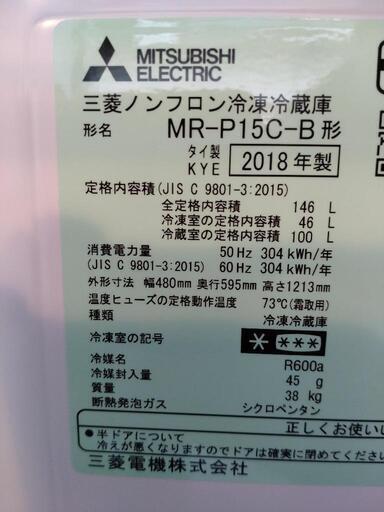 MITSUBISHI
ELECTRIC
三菱ノンフロン冷凍冷蔵庫
形名 MR-P15C-B形
タイ製 2018年製
KYE
定格内容積(JIS C 9801-3:2015)
全定格内容積 146 L
冷凍室の定格内容積 46 L
冷蔵室の定格内容積 100 L
消費電力量 50 Hz 304 kWh/年
(JIS C 9801-3:2015) 60 Hz 304 kWh/年
外形寸法 幅480mm 奥行595mm 高さ1213mm
温度ヒューズの定格動作温度 73℃(霜取用)
種類 冷凍冷蔵庫
冷凍室の記号 * ***
冷媒名 R600a
冷媒封入量 45 g
質量 38 kg
断熱発泡ガス シクロペンタン
正しくお使い
●半ドアについて
冷えが悪くなりますのでドアは確実に閉めてくださ
三菱電機株式会社